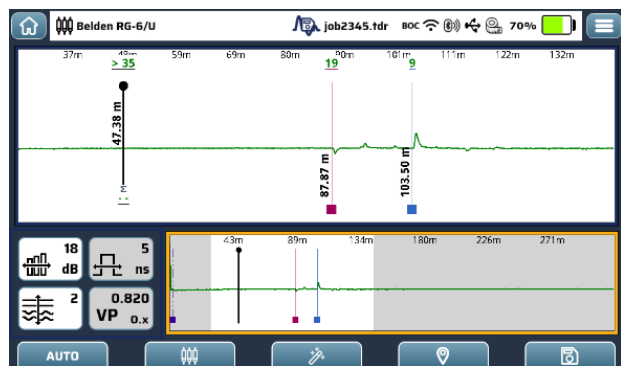 Belden RG-6/U job2345.tdr BOC 70%
37m 48m 59m 69m 80m 90m 101m 111m 122m 132m
> 35 19 9
47.38 m
87.87 m
103.50 m
43m 89m 134m 180m 226m 271m
18 dB
5 ns
2
0.820
VP 0.x
AUTO